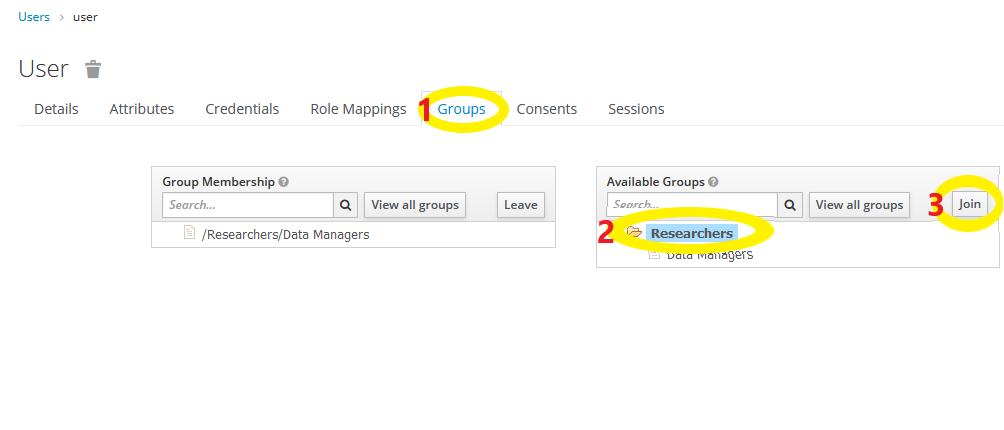 Users > user
User
Details Attributes Credentials Role Mappings 1 Groups Consents Sessions
Group Membership ?
Search... View all groups Leave
/Researchers/Data Managers
Available Groups ?
Search... View all groups 3 Join
2 Researchers
Data Managers